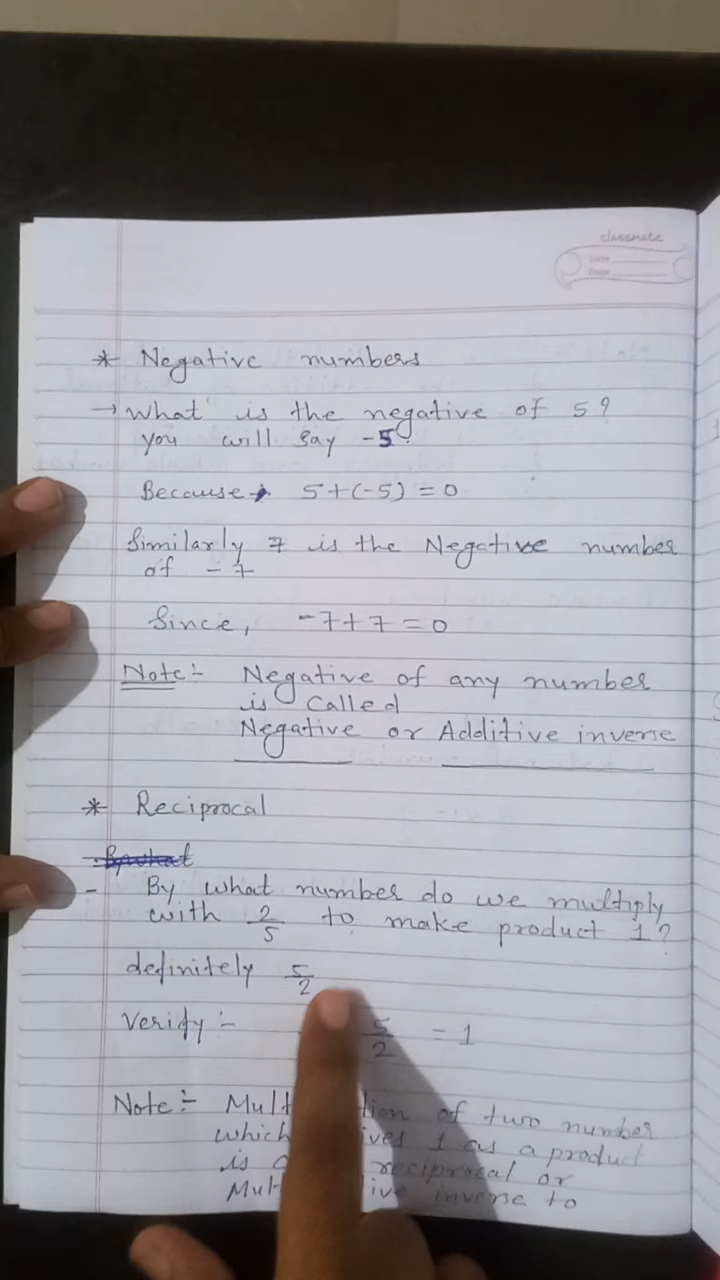 classmate
Date
Page
* Negative numbers
→ What is the negative of 5?
you will say -5.
Because 5+(-5) = 0
Similarly 7 is the Negative number
of -7
Since, -7+7=0
Note:- Negative of any number
is Called
Negative or Additive inverse
* Reciprocal
- By what number do we multiply
with 2/5 to make product 1?
definitely 5/2
Verify:- 5/2 = 1
Note:- of two number
which 1 as a product
is reciprocal or
inverse to